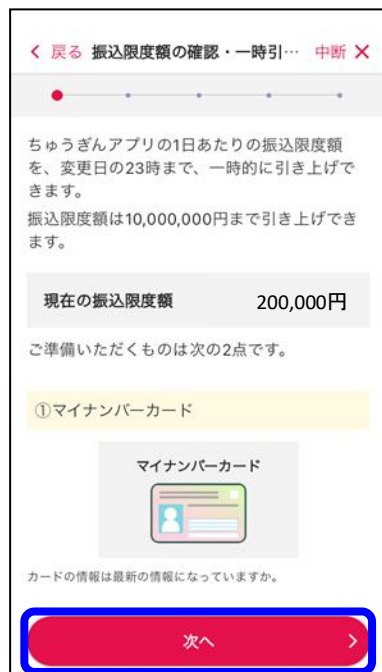 戻る 振込限度額の確認・一時引… 中断 ×
ちゅうぎんアプリの1日あたりの振込限度額
を、変更日の23時まで、一時的に引き上げで
きます。
振込限度額は10,000,000円まで引き上げでき
ます。
現在の振込限度額 200,000円
ご準備いただくものは次の2点です。
①マイナンバーカード
マイナンバーカード
カードの情報は最新の情報になっていますか。
次へ